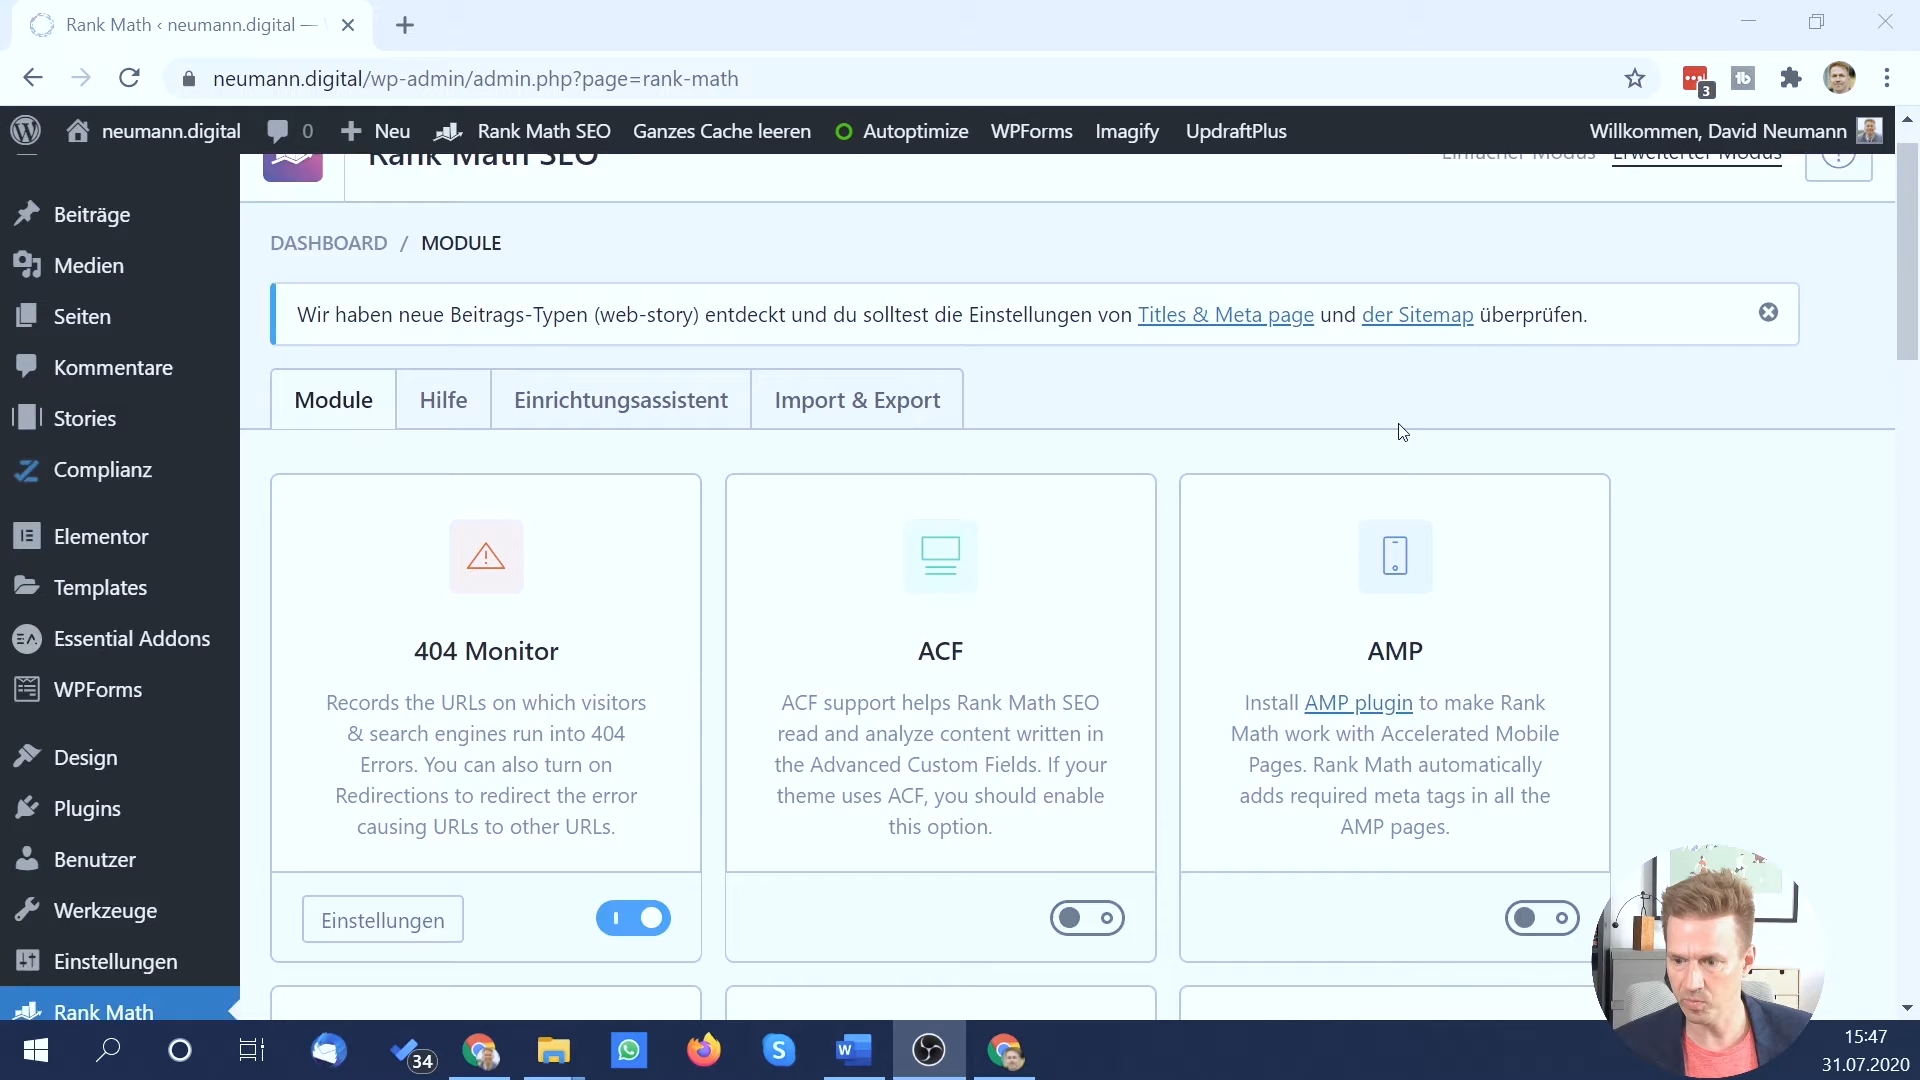 Rank Math ‹ neumann.digital —
neumann.digital/wp-admin/admin.php?page=rank-math
3
neumann.digital
0
Neu
Rank Math SEO
Ganzes Cache leeren
Autoptimize
WPForms
Imagify
UpdraftPlus
Willkommen, David Neumann
Rank Math SEO
Einfacher Modus
Erweiterter Modus
Beiträge
Medien
Seiten
Kommentare
Stories
Complianz
Elementor
Templates
Essential Addons
WPForms
Design
Plugins
Benutzer
Werkzeuge
Einstellungen
Rank Math
DASHBOARD / MODULE
Wir haben neue Beitrags-Typen (web-story) entdeckt und du solltest die Einstellungen von Titles & Meta page und der Sitemap überprüfen.
Module
Hilfe
Einrichtungsassistent
Import & Export
404 Monitor
Records the URLs on which visitors
& search engines run into 404
Errors. You can also turn on
Redirections to redirect the error
causing URLs to other URLs.
Einstellungen
ACF
ACF support helps Rank Math SEO
read and analyze content written in
the Advanced Custom Fields. If your
theme uses ACF, you should enable
this option.
AMP
Install AMP plugin to make Rank
Math work with Accelerated Mobile
Pages. Rank Math automatically
adds required meta tags in all the
AMP pages.
34
15:47
31.07.2020